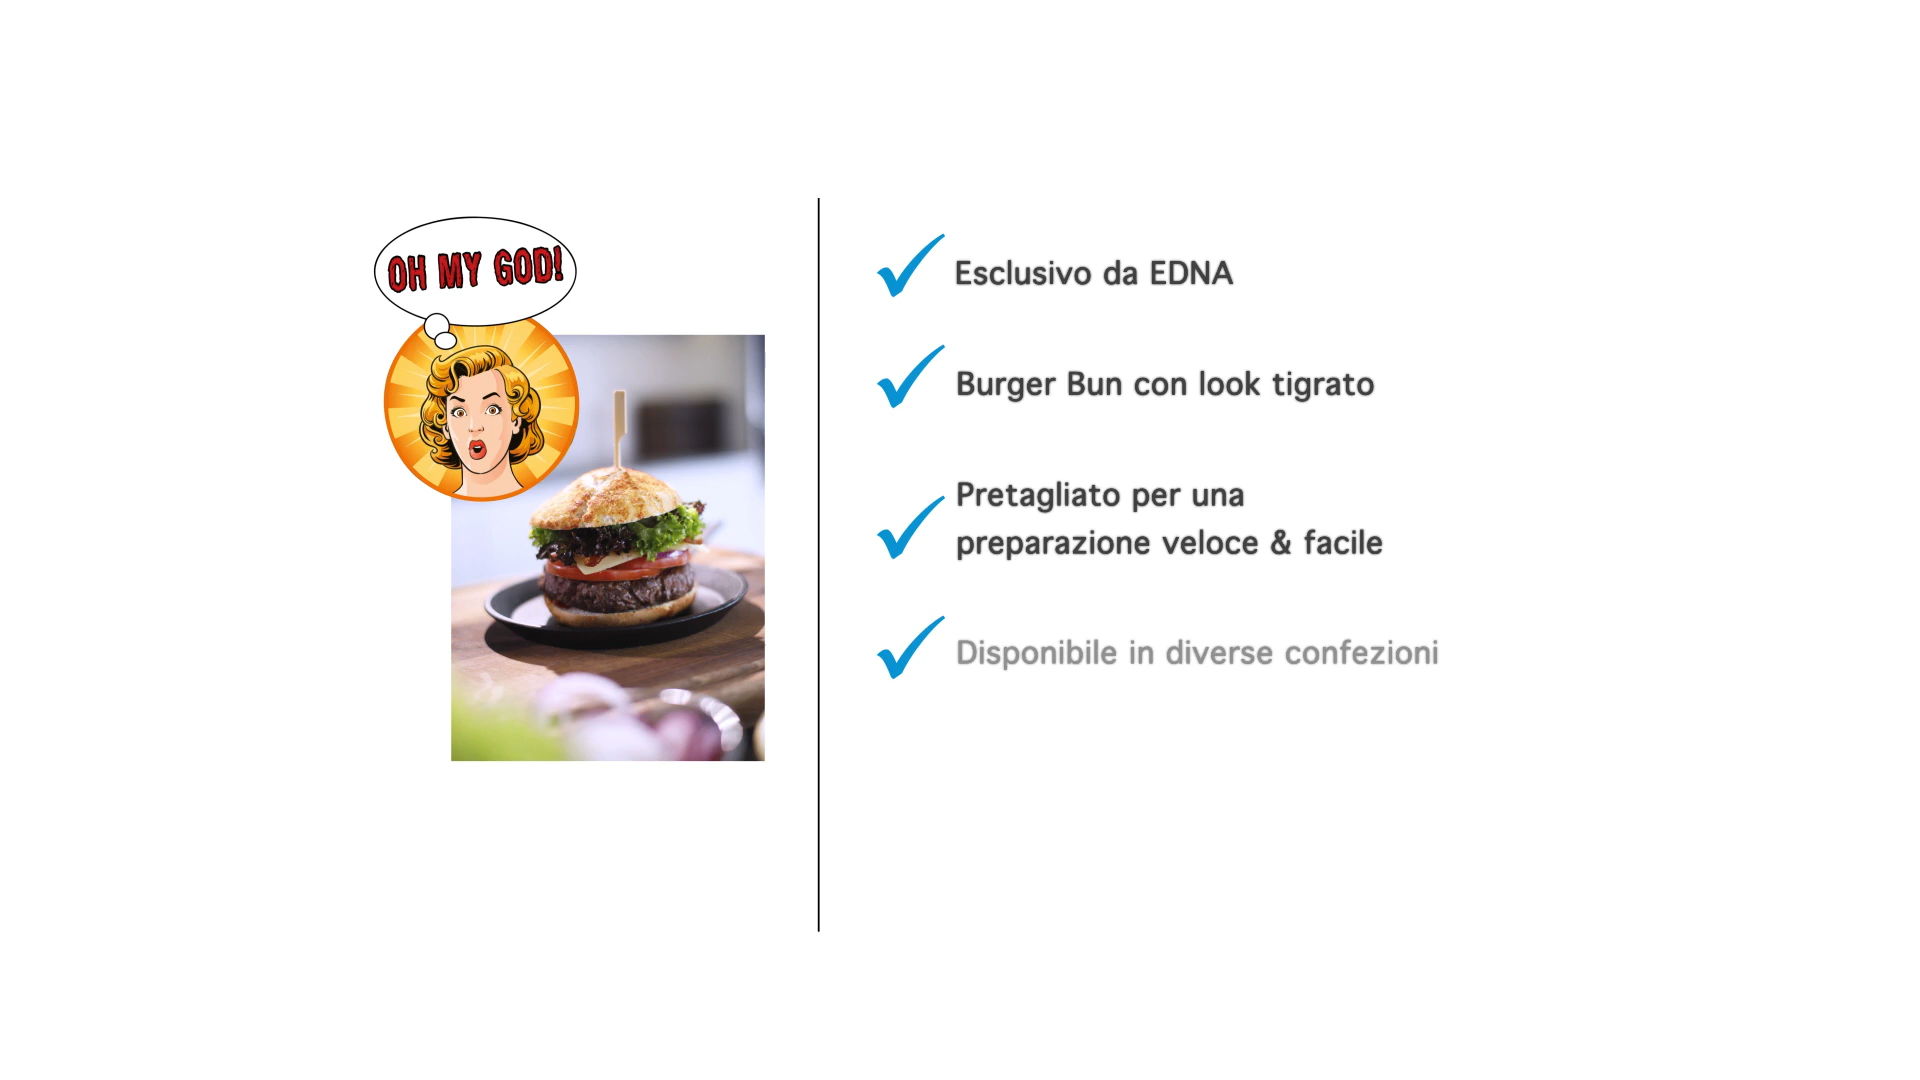 OH MY GOD!
Esclusivo da EDNA
Burger Bun con look tigrato
Pretagliato per una
preparazione veloce & facile
Disponibile in diverse confezioni